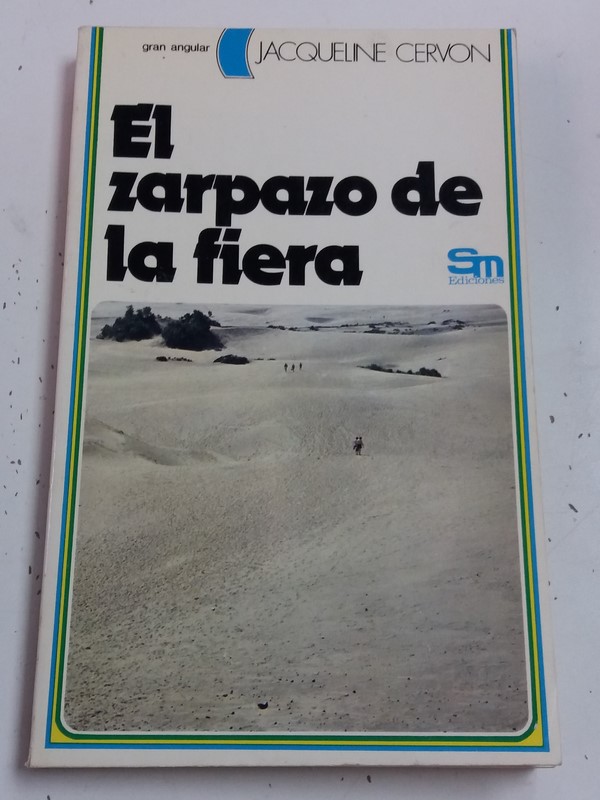 gran angular
JACQUELINE CERVON
El
zarpazo de
la fiera
Sm
Ediciones